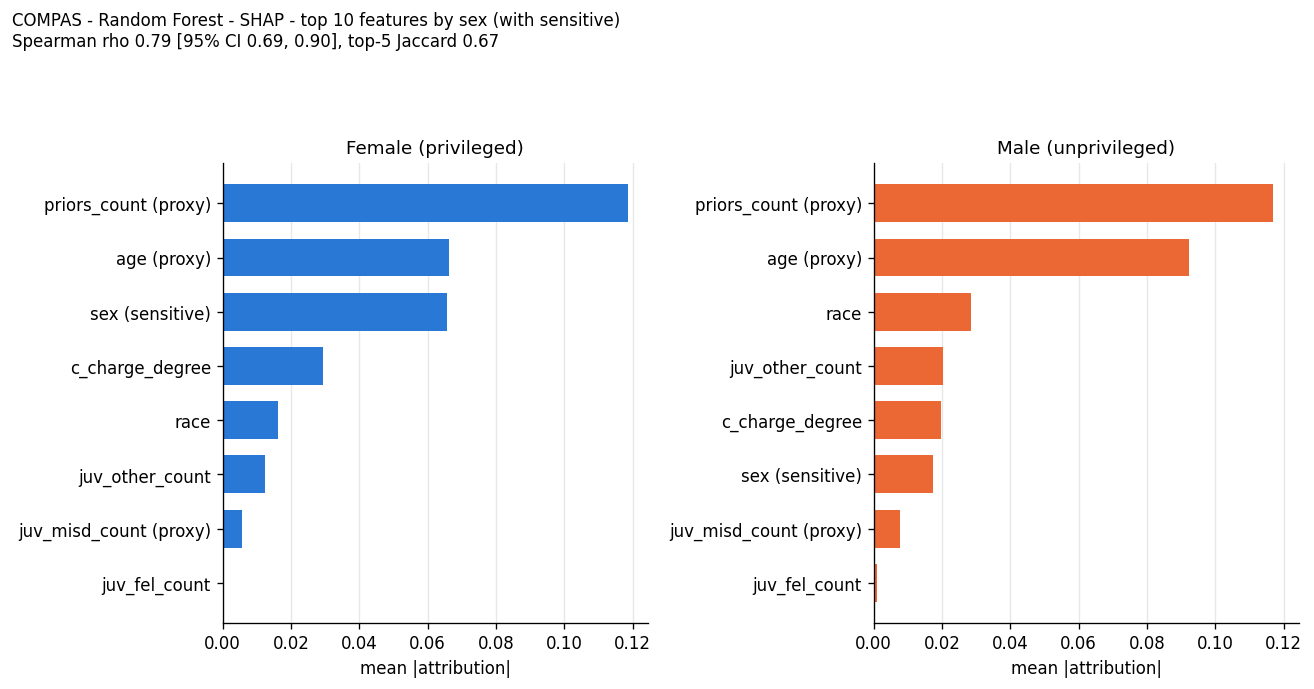 COMPAS - Random Forest - SHAP - top 10 features by sex (with sensitive)
Spearman rho 0.79 [95% CI 0.69, 0.90], top-5 Jaccard 0.67
Female (privileged)
priors_count (proxy)
age (proxy)
sex (sensitive)
c_charge_degree
race
juv_other_count
juv_misd_count (proxy)
juv_fel_count
0.00 0.02 0.04 0.06 0.08 0.10 0.12
mean |attribution|
Male (unprivileged)
priors_count (proxy)
age (proxy)
race
juv_other_count
c_charge_degree
sex (sensitive)
juv_misd_count (proxy)
juv_fel_count
0.00 0.02 0.04 0.06 0.08 0.10 0.12
mean |attribution|